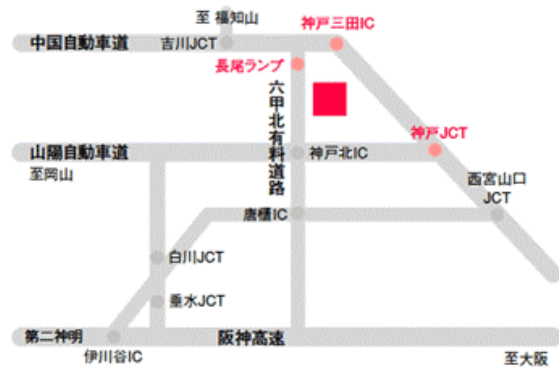 至 福知山
中国自動車道
吉川JCT
神戸三田IC
長尾ランプ
六甲北有料道路
山陽自動車道
神戸北IC
神戸JCT
至岡山
西宮山口
JCT
唐櫃IC
白川JCT
垂水JCT
第二神明
阪神高速
伊川谷IC
至大阪